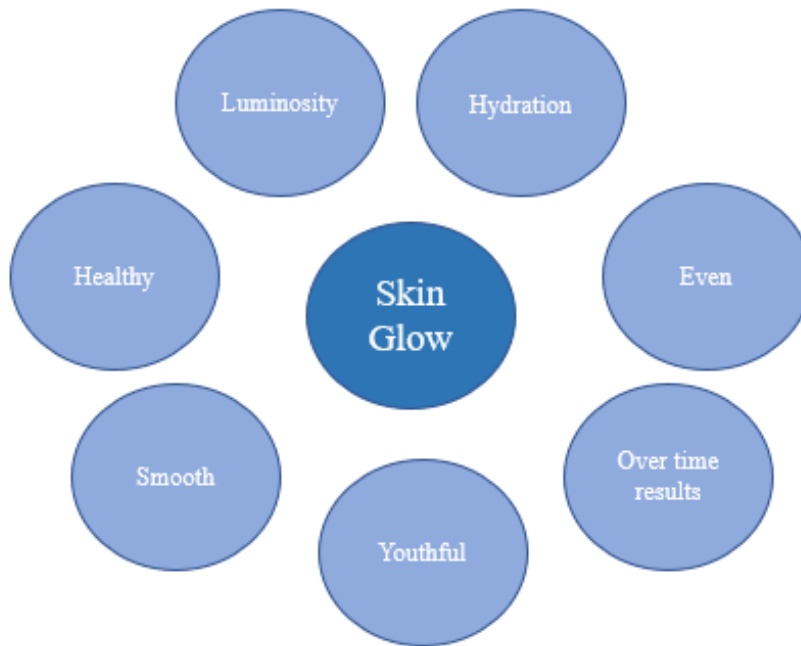 Luminosity
Hydration
Healthy
Skin
Glow
Even
Smooth
Over time
results
Youthful